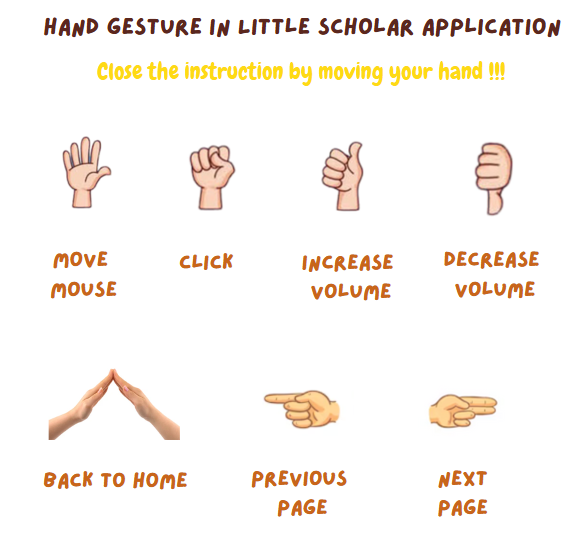 HAND GESTURE IN LITTLE SCHOLAR APPLICATION
Close the instruction by moving your hand !!!
MOVE
MOUSE
CLICK
INCREASE
VOLUME
DECREASE
VOLUME
BACK TO HOME
PREVIOUS
PAGE
NEXT
PAGE